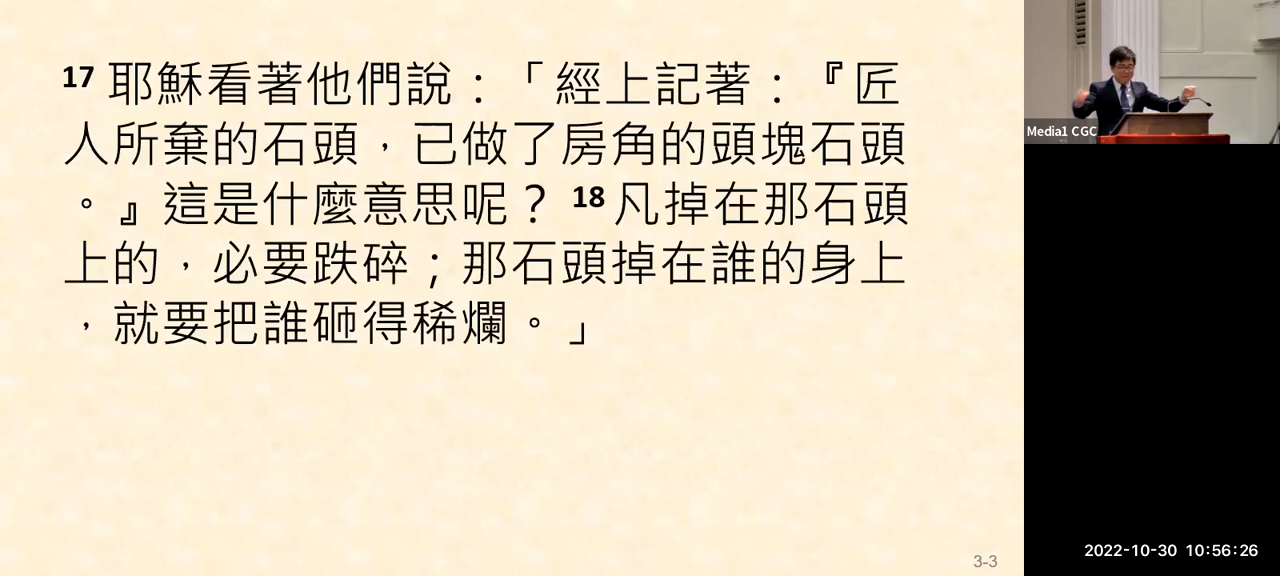 17 耶穌看著他們說：「經上記著：『匠
人所棄的石頭，已做了房角的頭塊石頭
。』這是什麼意思呢？ 18 凡掉在那石頭
上的，必要跌碎；那石頭掉在誰的身上
，就要把誰砸得稀爛。」
3-3
Media1 CGC
2022-10-30 10:56:26